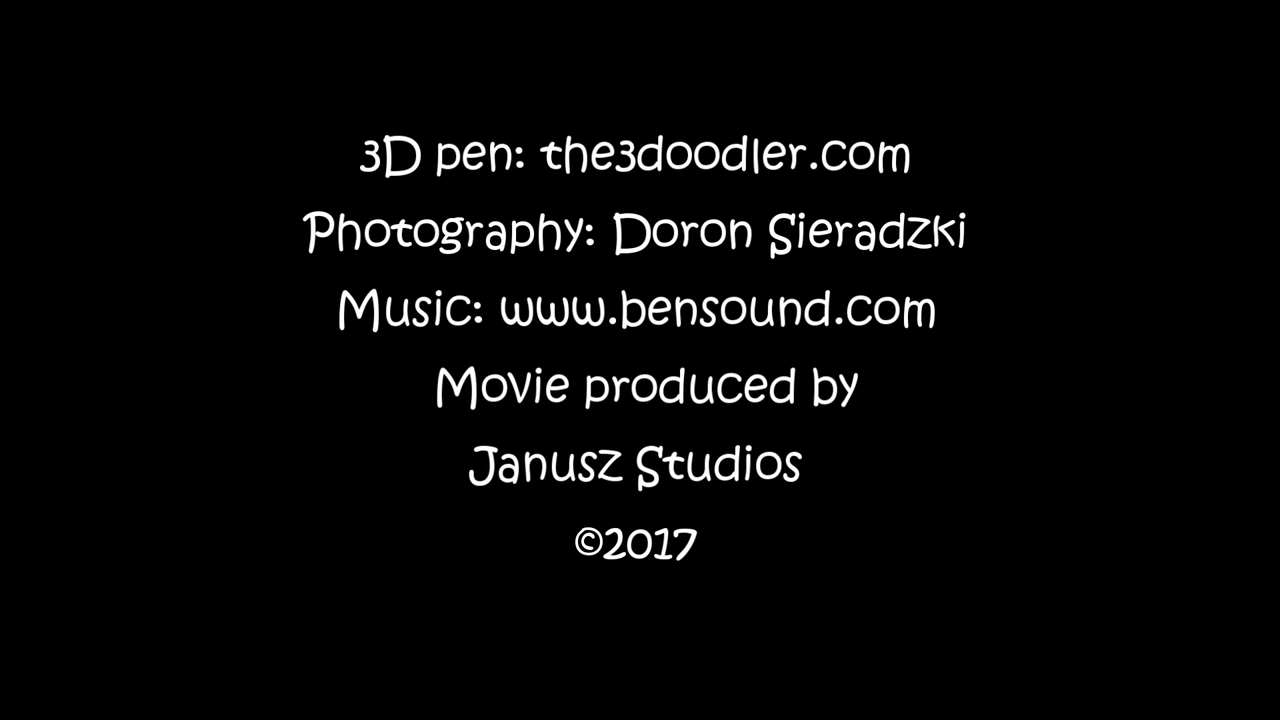 3D pen: the3doodler.com
Photography: Doron Sieradzki
Music: www.bensound.com
Movie produced by
Janusz Studios
©2017